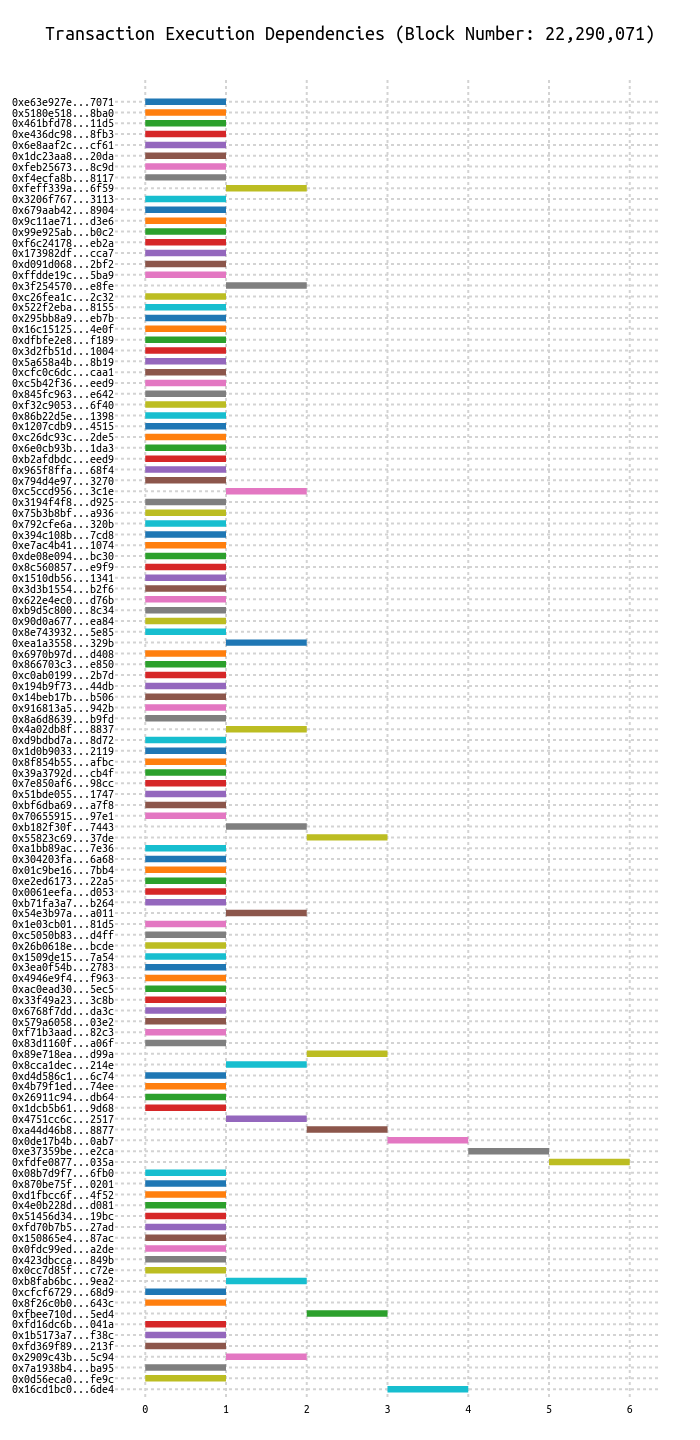 Transaction Execution Dependencies (Block Number: 22,290,071)
0xe63e927e...7071
0x5180e518...8ba0
0x461bfd78...11d5
0xe436dc98...8fb3
0x6e8aaf2c...cf61
0x1dc23aa8...20da
0xfeb25673...8c9d
0xf4ecfa8b...8117
0xfeff339a...6f59
0x3206f767...3113
0x679aab42...8904
0x9c11ae71...d3e6
0x99e925ab...b0c2
0xf6c24178...eb2a
0x173982df...cca7
0xd091d068...2bf2
0xffdde19c...5ba9
0x3f254570...e8fe
0xc26fea1c...2c32
0x522f2eba...8155
0x295bb8a9...eb7b
0x16c15125...4e0f
0xdfbfe2e8...f189
0x3d2fb51d...1004
0x5a658a4b...8b19
0xcfc0c6dc...caa1
0xc5b42f36...eed9
0x845fc963...e642
0xf32c9053...6f40
0x86b22d5e...1398
0x1207cdb9...4515
0xc26dc93c...2de5
0x6e0cb93b...1da3
0xb2afdbdc...eed9
0x965f8ffa...68f4
0x794d4e97...3270
0xc5ccd956...3c1e
0x3194f4f8...d925
0x75b3b8bf...a936
0x792cfe6a...320b
0x394c108b...7cd8
0xe7ac4b41...1074
0xde08e094...bc30
0x8c560857...e9f9
0x1510db56...1341
0x3d3b1554...b2f6
0x622e4ec0...d76b
0xb9d5c800...8c34
0x90d0a677...ea84
0x8e743932...5e85
0xea1a3558...329b
0x6970b97d...d408
0x866703c3...e850
0xc0ab0199...2b7d
0x194b9f73...44db
0x14beb17b...b506
0x916813a5...942b
0x8a6d8639...b9fd
0x4a02db8f...8837
0xd9bdbd7a...8d72
0x1d0b9033...2119
0x8f854b55...afbc
0x39a3792d...cb4f
0x7e850af6...98cc
0x51bde055...1747
0xbf6dba69...a7f8
0x70655915...97e1
0xb182f30f...7443
0x55823c69...37de
0xa1bb89ac...7e36
0x304203fa...6a68
0x01c9be16...7bb4
0xe2ed6173...22a5
0x0061eefa...d053
0xb71fa3a7...b264
0x54e3b97a...a011
0x1e03cb01...81d5
0xc5050b83...d4ff
0x26b0618e...bcde
0x1509de15...7a54
0x3ea0f54b...2783
0x4946e9f4...f963
0xac0ead30...5ec5
0x33f49a23...3c8b
0x6768f7dd...da3c
0x579a6058...03e2
0xf71b3aad...82c3
0x83d1160f...a06f
0x89e718ea...d99a
0x8cca1dec...214e
0xd4d586c1...6c74
0x4b79f1ed...74ee
0x26911c94...db64
0x1dcb5b61...9d68
0x4751cc6c...2517
0xa44d46b8...8877
0x0de17b4b...0ab7
0xe37359be...e2ca
0xfdfe0877...035a
0x08b7d9f7...6fb0
0x870be75f...0201
0xd1fbcc6f...4f52
0x4e0b228d...d081
0x51456d34...19bc
0xfd70b7b5...27ad
0x150865e4...87ac
0x0fdc99ed...a2de
0x423dbcca...849b
0x0cc7d85f...c72e
0xb8fab6bc...9ea2
0xcfcf6729...68d9
0x8f26c0b0...643c
0xfbee710d...5ed4
0xfd16dc6b...041a
0x1b5173a7...f38c
0xfd369f89...213f
0x2909c43b...5c94
0x7a1938b4...ba95
0x0d56eca0...fe9c
0x16cd1bc0...6de4
0 1 2 3 4 5 6